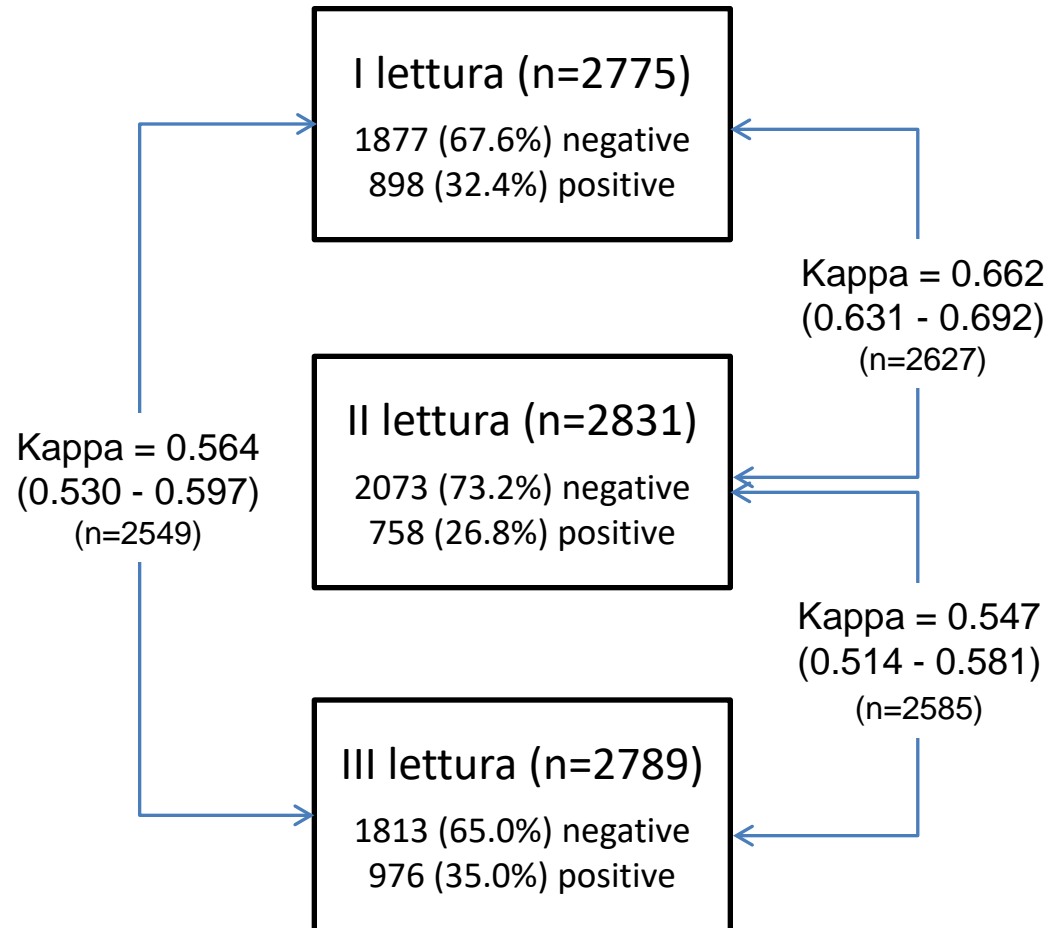 I lettura (n=2775)
1877 (67.6%) negative
898 (32.4%) positive
Kappa = 0.662
(0.631 - 0.692)
(n=2627)
II lettura (n=2831)
2073 (73.2%) negative
758 (26.8%) positive
Kappa = 0.564
(0.530 - 0.597)
(n=2549)
Kappa = 0.547
(0.514 - 0.581)
(n=2585)
III lettura (n=2789)
1813 (65.0%) negative
976 (35.0%) positive